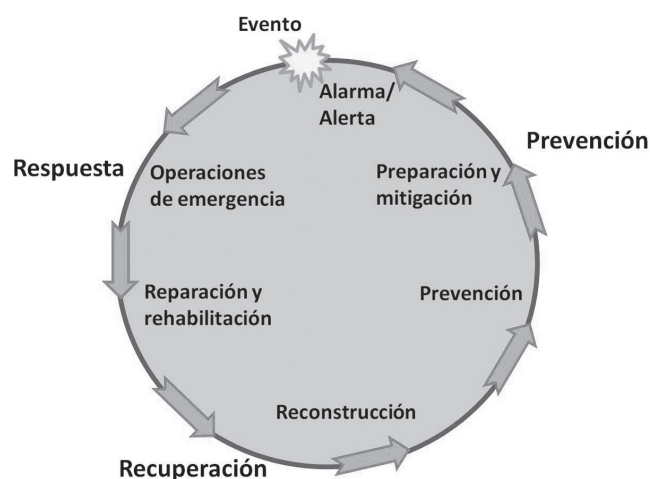 Evento
Alarma/
Alerta
Prevención
Respuesta
Operaciones
de emergencia
Preparación y
mitigación
Reparación y
rehabilitación
Prevención
Reconstrucción
Recuperación